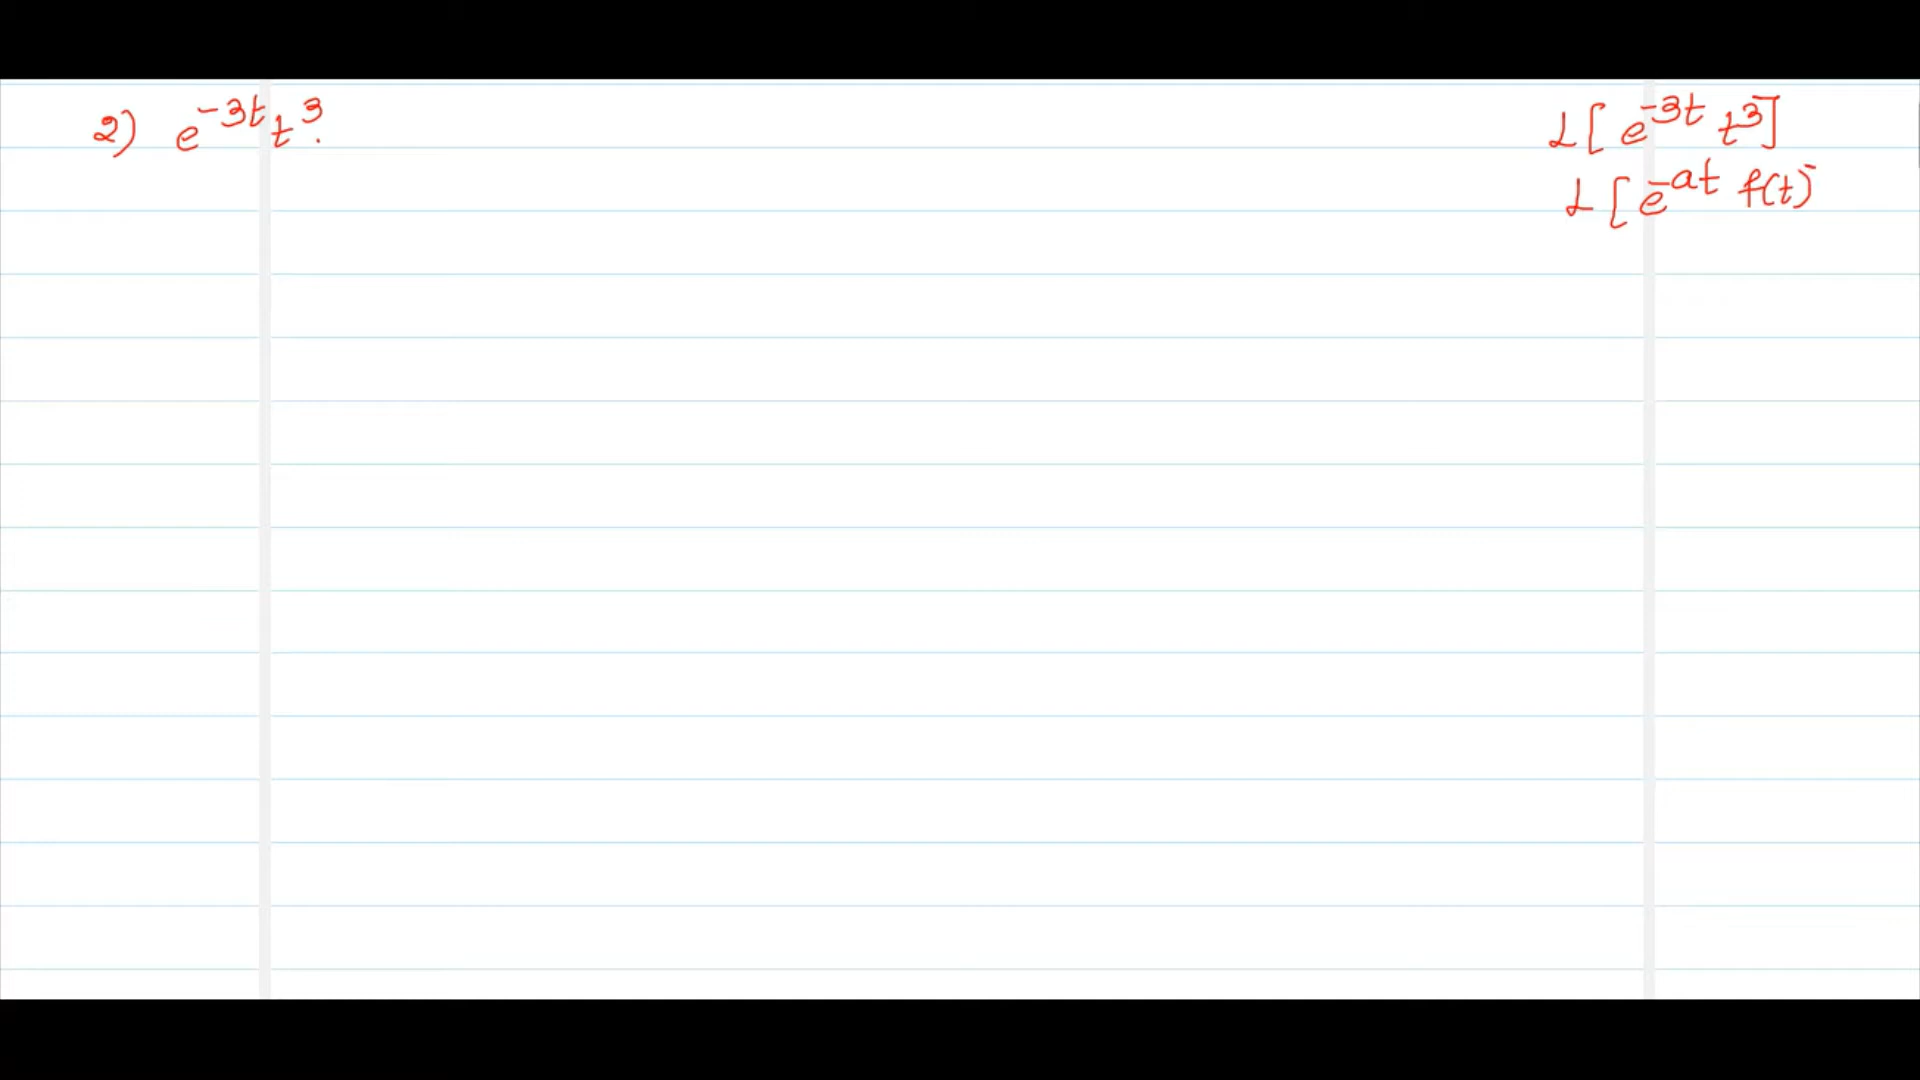 2) e^{-3t} t^3.
L[e^{-3t} t^3]
L[e^{-at} f(t)